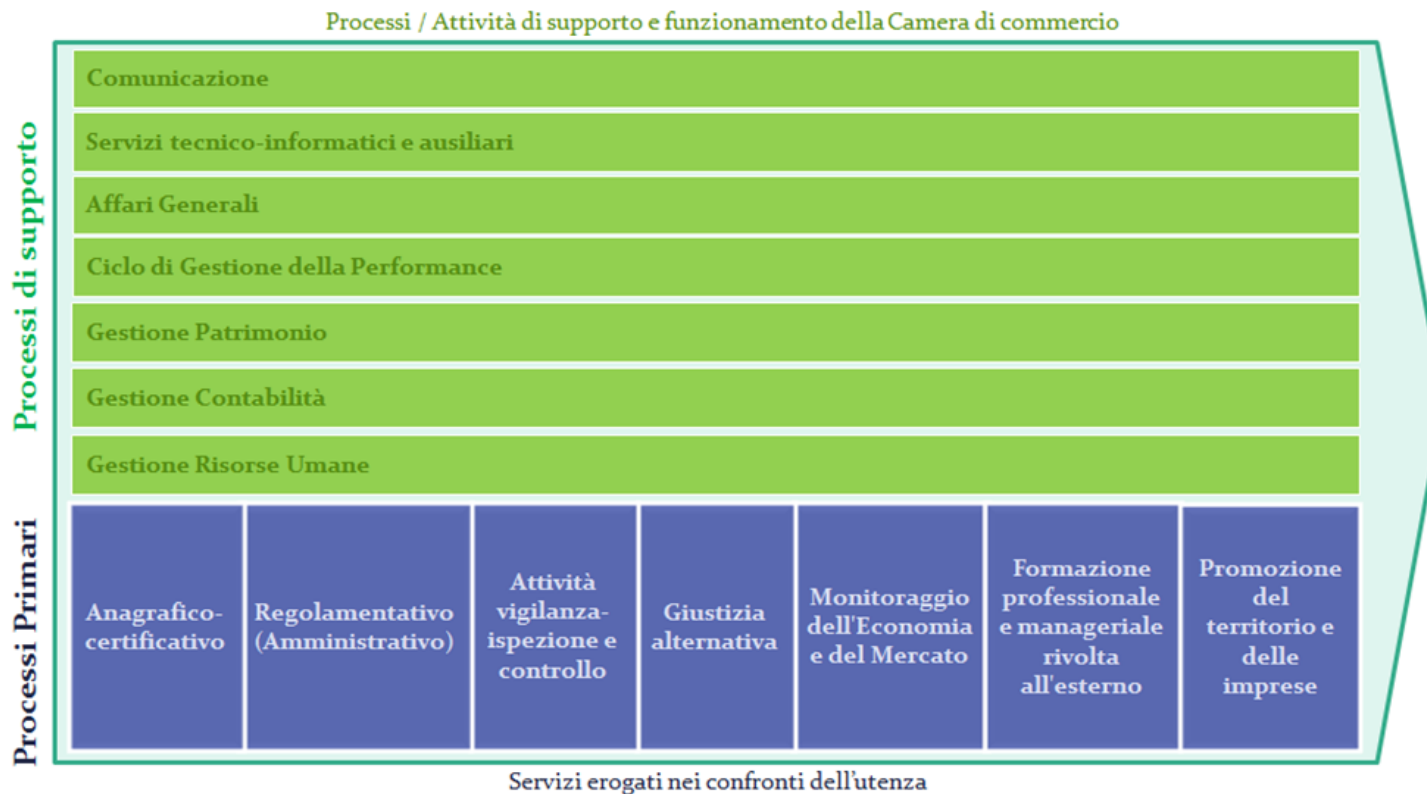 Processi / Attività di supporto e funzionamento della Camera di commercio
Processi di supporto
Comunicazione
Servizi tecnico-informatici e ausiliari
Affari Generali
Ciclo di Gestione della Performance
Gestione Patrimonio
Gestione Contabilità
Gestione Risorse Umane
Processi Primari
Anagrafico-
certificativo
Regolamentativo
(Amministrativo)
Attività
vigilanza-
ispezione e
controllo
Giustizia
alternativa
Monitoraggio
dell'Economia
e del Mercato
Formazione
professionale
e manageriale
rivolta
all'esterno
Promozione
del
territorio e
delle
imprese
Servizi erogati nei confronti dell’utenza